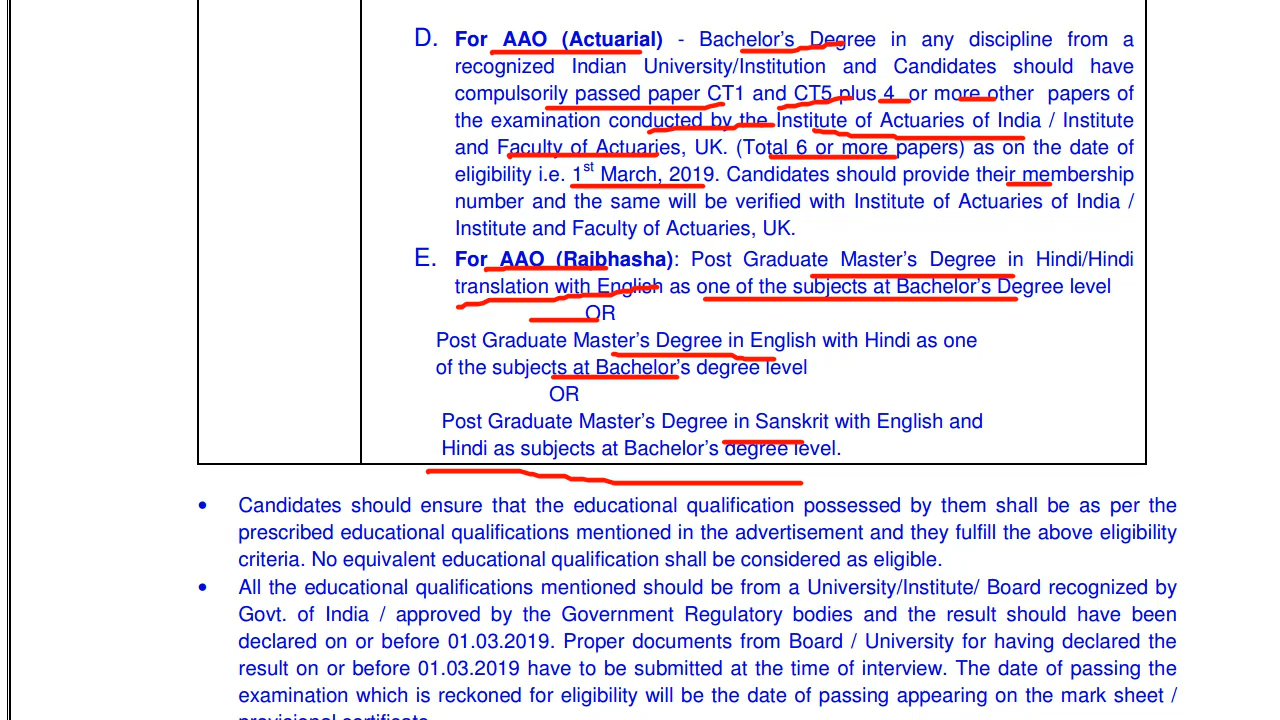 D. For AAO (Actuarial) - Bachelor's Degree in any discipline from a
recognized Indian University/Institution and Candidates should have
compulsorily passed paper CT1 and CT5 plus 4 or more other papers of
the examination conducted by the Institute of Actuaries of India / Institute
and Faculty of Actuaries, UK. (Total 6 or more papers) as on the date of
eligibility i.e. 1st March, 2019. Candidates should provide their membership
number and the same will be verified with Institute of Actuaries of India /
Institute and Faculty of Actuaries, UK.
E. For AAO (Rajbhasha): Post Graduate Master's Degree in Hindi/Hindi
translation with English as one of the subjects at Bachelor's Degree level
OR
Post Graduate Master's Degree in English with Hindi as one
of the subjects at Bachelor's degree level
OR
Post Graduate Master's Degree in Sanskrit with English and
Hindi as subjects at Bachelor's degree level.
• Candidates should ensure that the educational qualification possessed by them shall be as per the
prescribed educational qualifications mentioned in the advertisement and they fulfill the above eligibility
criteria. No equivalent educational qualification shall be considered as eligible.
• All the educational qualifications mentioned should be from a University/Institute/ Board recognized by
Govt. of India / approved by the Government Regulatory bodies and the result should have been
declared on or before 01.03.2019. Proper documents from Board / University for having declared the
result on or before 01.03.2019 have to be submitted at the time of interview. The date of passing the
examination which is reckoned for eligibility will be the date of passing appearing on the mark sheet /
provisional certificate.